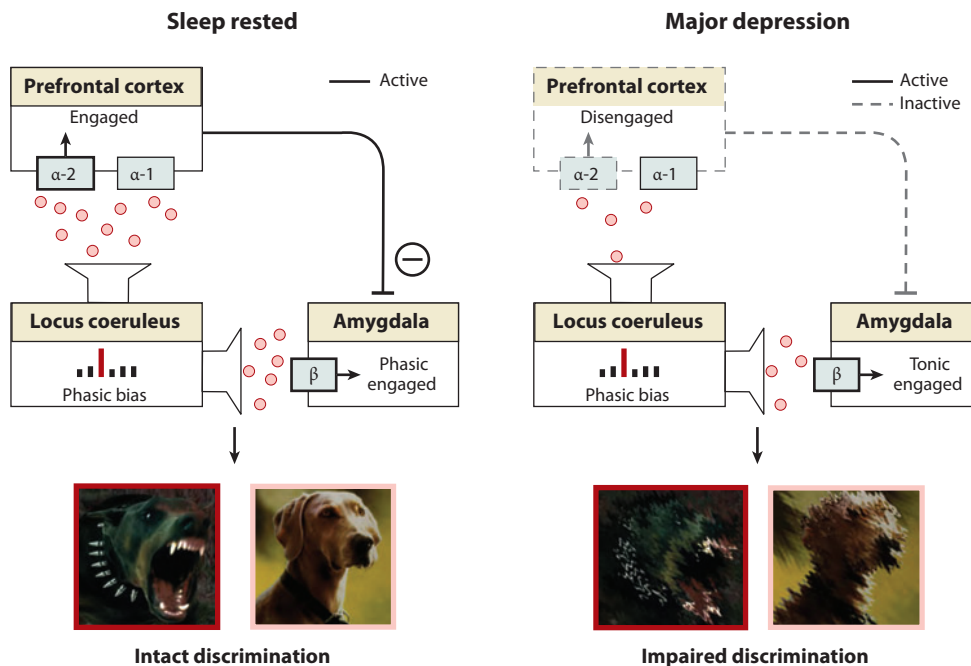 Sleep rested
Prefrontal cortex
Active
Engaged
α-2
α-1
Locus coeruleus
Phasic bias
Amygdala
β
Phasic
engaged
Intact discrimination
Major depression
Prefrontal cortex
Active
Inactive
Disengaged
α-2
α-1
Locus coeruleus
Phasic bias
Amygdala
β
Tonic
engaged
Impaired discrimination